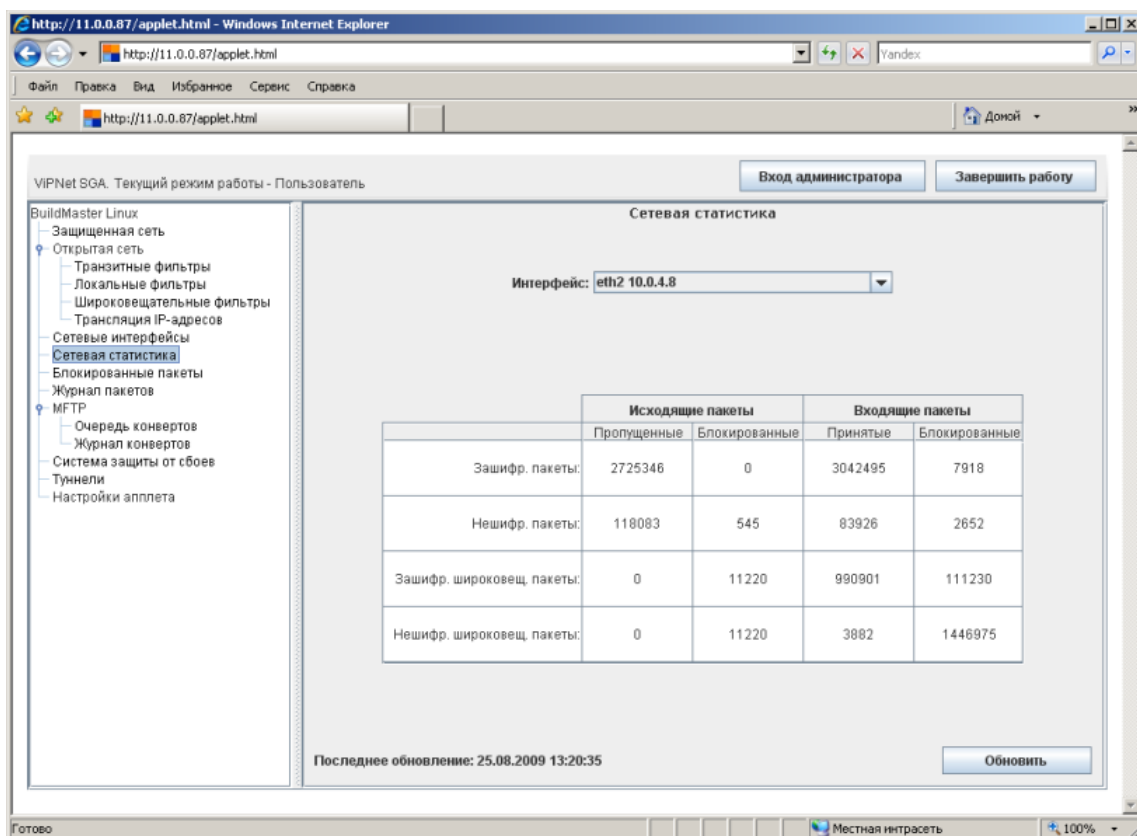 http://11.0.0.87/applet.html - Windows Internet Explorer
http://11.0.0.87/applet.html
Yandex
Файл Правка Вид Избранное Сервис Справка
http://11.0.0.87/applet.html
Домой
ViPNet SGA. Текущий режим работы - Пользователь
Вход администратора
Завершить работу
BuildMaster Linux
Защищенная сеть
Открытая сеть
Транзитные фильтры
Локальные фильтры
Широковещательные фильтры
Трансляция IP-адресов
Сетевые интерфейсы
Сетевая статистика
Блокированные пакеты
Журнал пакетов
MFTP
Очередь конвертов
Журнал конвертов
Система защиты от сбоев
Туннели
Настройки апплета
Сетевая статистика
Интерфейс: eth2 10.0.4.8
Исходящие пакеты Входящие пакеты
Пропущенные Блокированные Принятые Блокированные
Зашифр. пакеты: 2725346 0 3042495 7918
Нешифр. пакеты: 118083 545 83926 2652
Зашифр. широковещ. пакеты: 0 11220 990901 111230
Нешифр. широковещ. пакеты: 0 11220 3882 1446975
Последнее обновление: 25.08.2009 13:20:35
Обновить
Готово
Местная интрасеть
100%